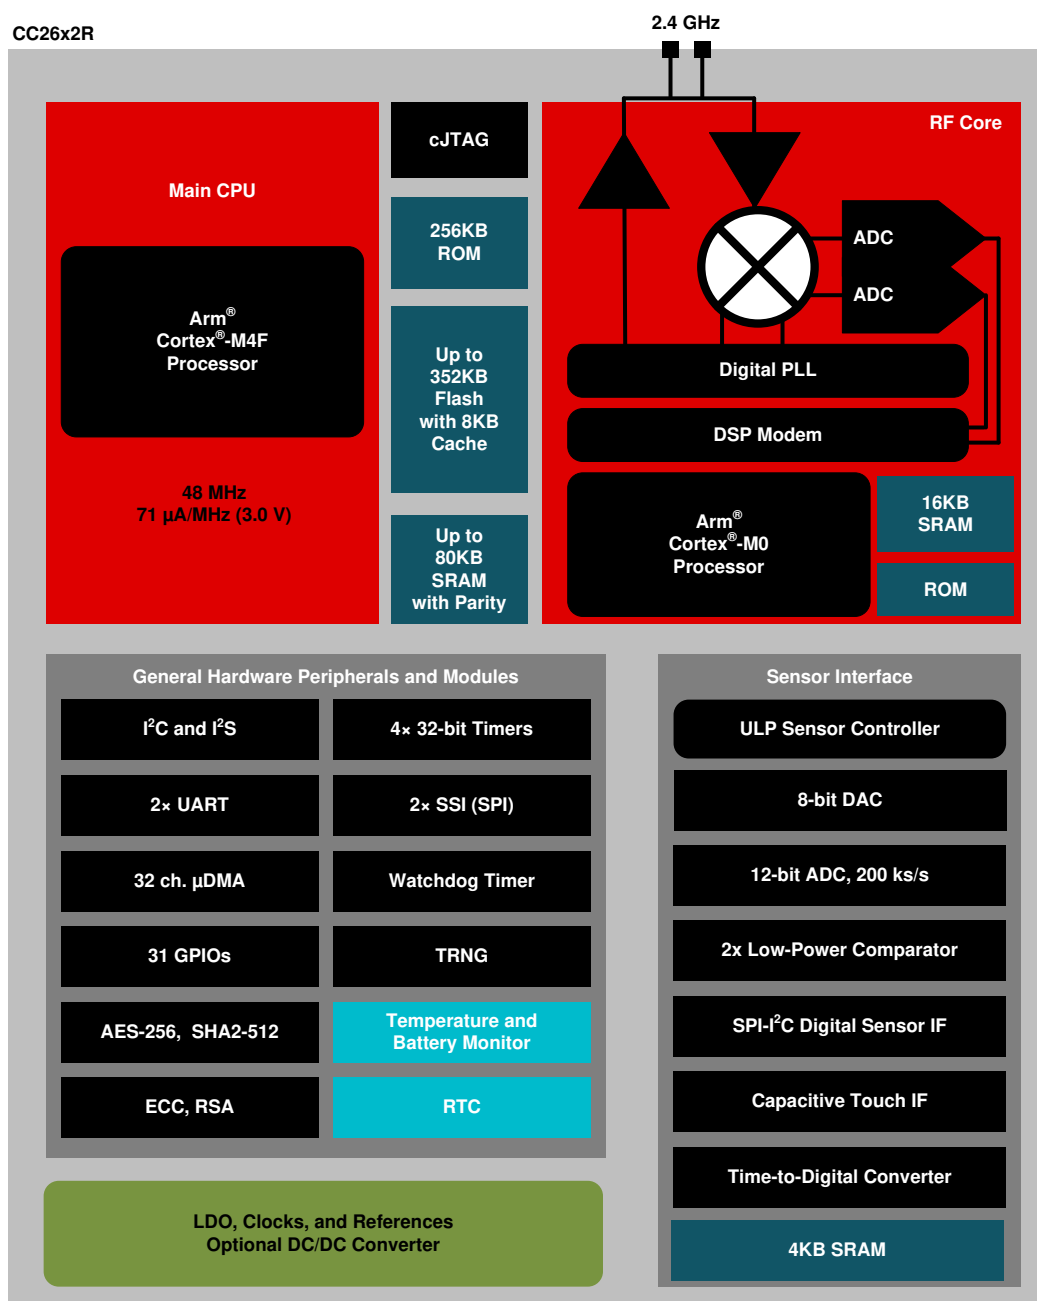 CC26x2R
2.4 GHz
Main CPU
Arm®
Cortex®-M4F
Processor
48 MHz
71 µA/MHz (3.0 V)
cJTAG
256KB
ROM
Up to
352KB
Flash
with 8KB
Cache
Up to
80KB
SRAM
with Parity
RF Core
ADC
ADC
Digital PLL
DSP Modem
Arm®
Cortex®-M0
Processor
16KB
SRAM
ROM
General Hardware Peripherals and Modules
I²C and I²S
4× 32-bit Timers
2× UART
2× SSI (SPI)
32 ch. µDMA
Watchdog Timer
31 GPIOs
TRNG
AES-256, SHA2-512
Temperature and
Battery Monitor
ECC, RSA
RTC
LDO, Clocks, and References
Optional DC/DC Converter
Sensor Interface
ULP Sensor Controller
8-bit DAC
12-bit ADC, 200 ks/s
2x Low-Power Comparator
SPI-I²C Digital Sensor IF
Capacitive Touch IF
Time-to-Digital Converter
4KB SRAM